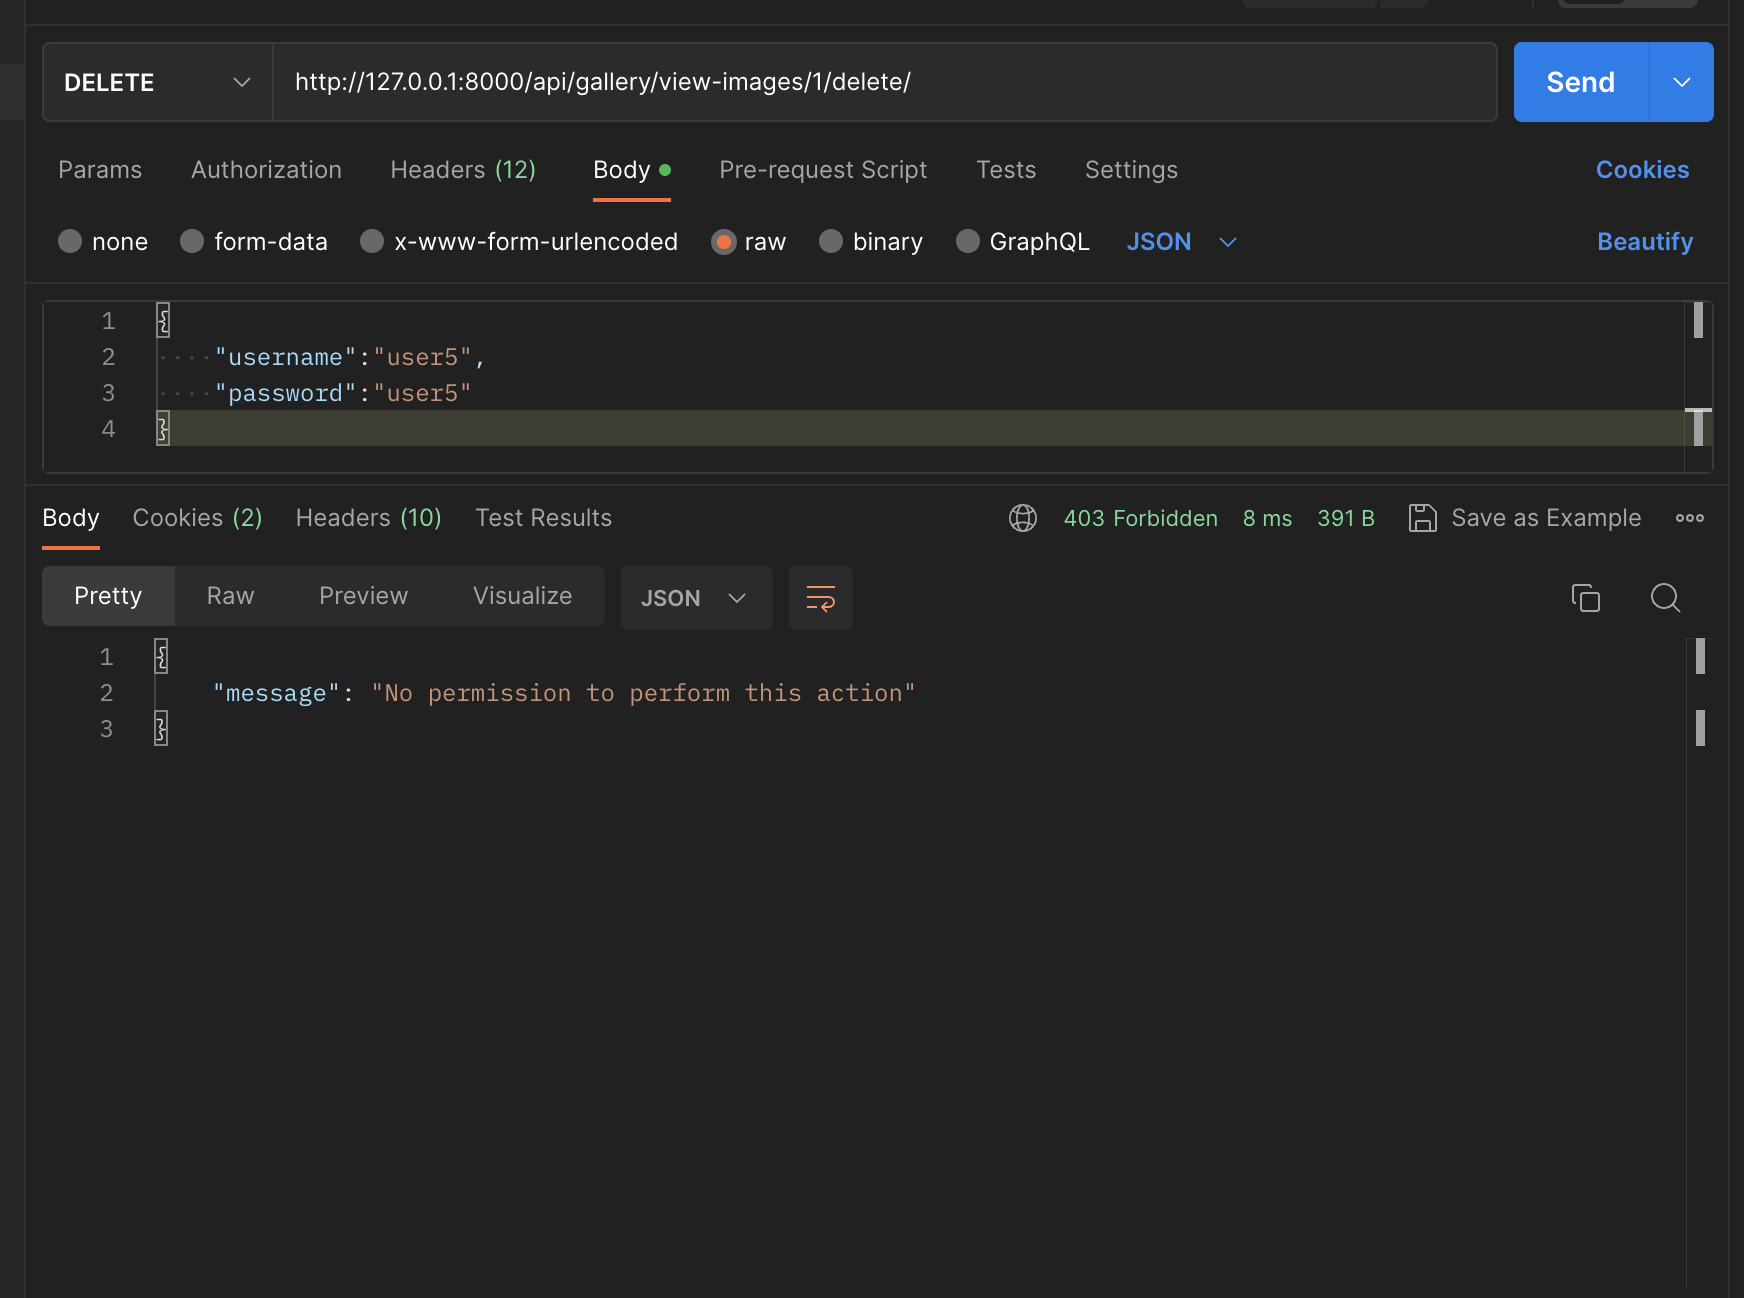 DELETE http://127.0.0.1:8000/api/gallery/view-images/1/delete/ Send
Params Authorization Headers (12) Body Pre-request Script Tests Settings Cookies
none form-data x-www-form-urlencoded raw binary GraphQL JSON Beautify
1 {
2 ····"username":"user5",
3 ····"password":"user5"
4 }
Body Cookies (2) Headers (10) Test Results 403 Forbidden 8 ms 391 B Save as Example
Pretty Raw Preview Visualize JSON
1 {
2 "message": "No permission to perform this action"
3 }